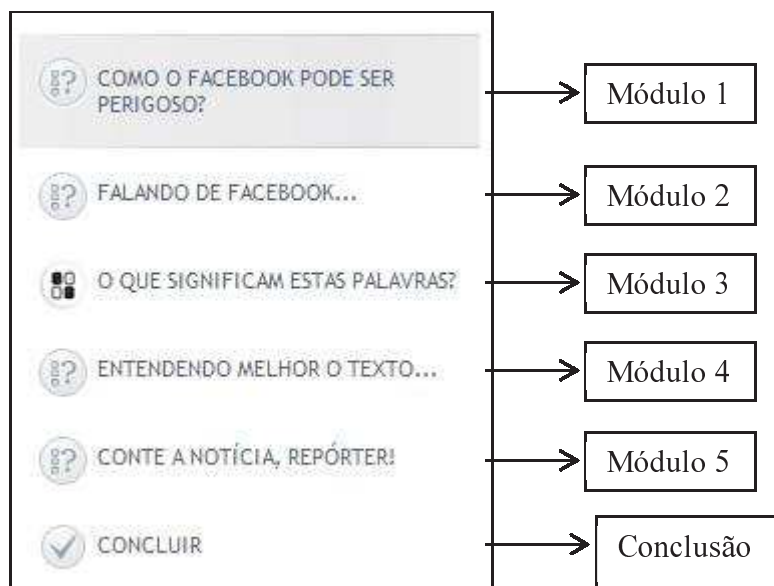 COMO O FACEBOOK PODE SER
PERIGOSO?
Módulo 1
FALANDO DE FACEBOOK...
Módulo 2
O QUE SIGNIFICAM ESTAS PALAVRAS?
Módulo 3
ENTENDENDO MELHOR O TEXTO...
Módulo 4
CONTE A NOTÍCIA, REPÓRTER!
Módulo 5
CONCLUIR
Conclusão